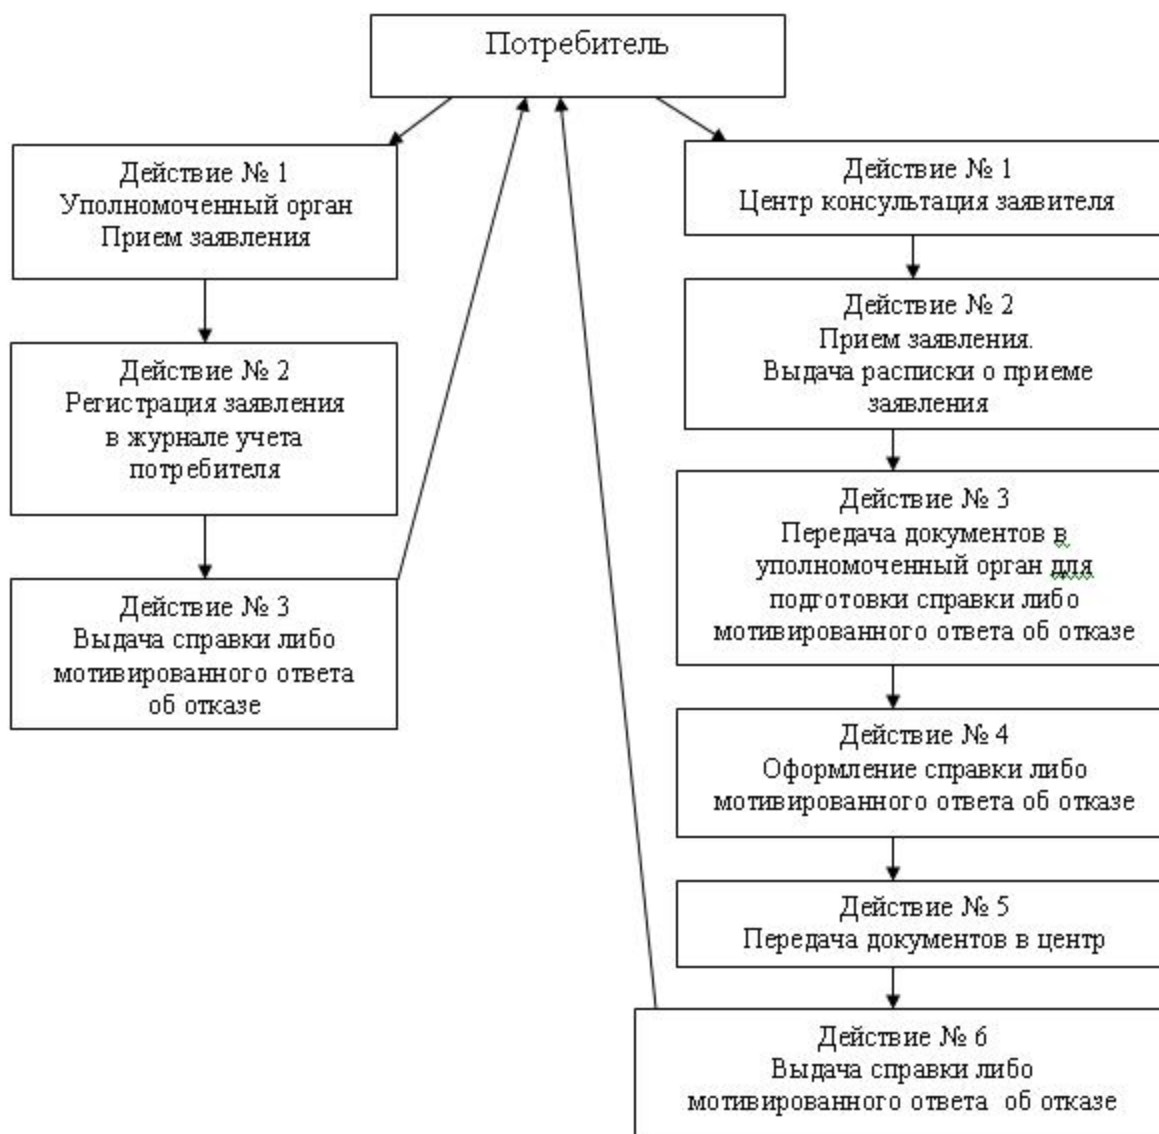 Потребитель
Действие № 1
Уполномоченный орган
Прием заявления
Действие № 2
Регистрация заявления
в журнале учета
потребителя
Действие № 3
Выдача справки либо
мотивированного ответа
об отказе
Действие № 1
Центр консультация заявителя
Действие № 2
Прием заявления.
Выдача расписки о приеме
заявления
Действие № 3
Передача документов в
уполномоченный орган для
подготовки справки либо
мотивированного ответа об отказе
Действие № 4
Оформление справки либо
мотивированного ответа об отказе
Действие № 5
Передача документов в центр
Действие № 6
Выдача справки либо
мотивированного ответа об отказе